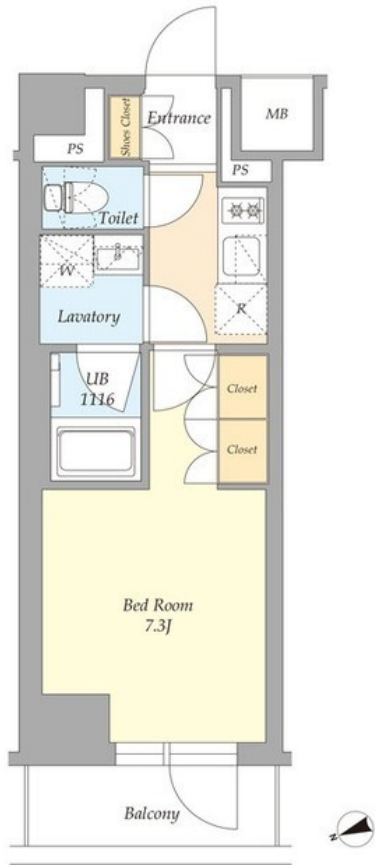 Entrance
MB
PS
Shoes Closet
PS
Toilet
W
Lavatory
R
UB
1116
Closet
Closet
Bed Room
7.3J
Balcony
N